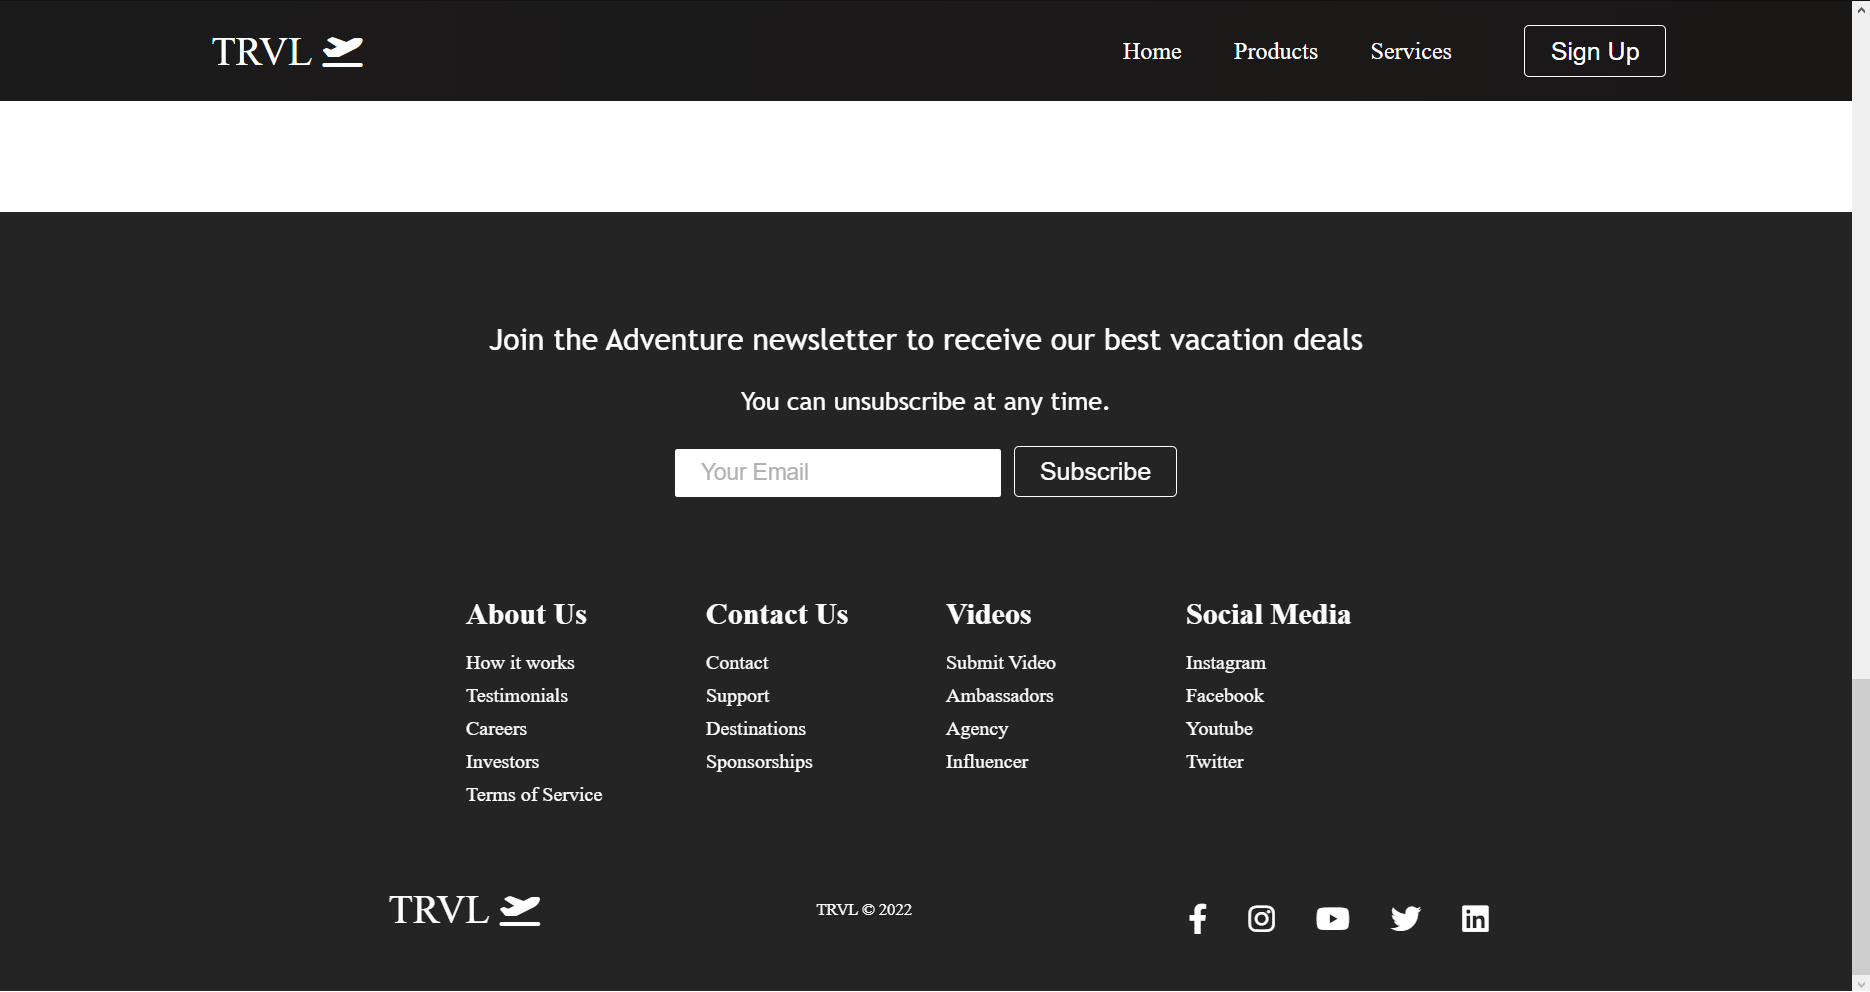 TRVL
Home Products Services Sign Up
Join the Adventure newsletter to receive our best vacation deals
You can unsubscribe at any time.
Your Email Subscribe
About Us
How it works
Testimonials
Careers
Investors
Terms of Service
Contact Us
Contact
Support
Destinations
Sponsorships
Videos
Submit Video
Ambassadors
Agency
Influencer
Social Media
Instagram
Facebook
Youtube
Twitter
TRVL
TRVL © 2022